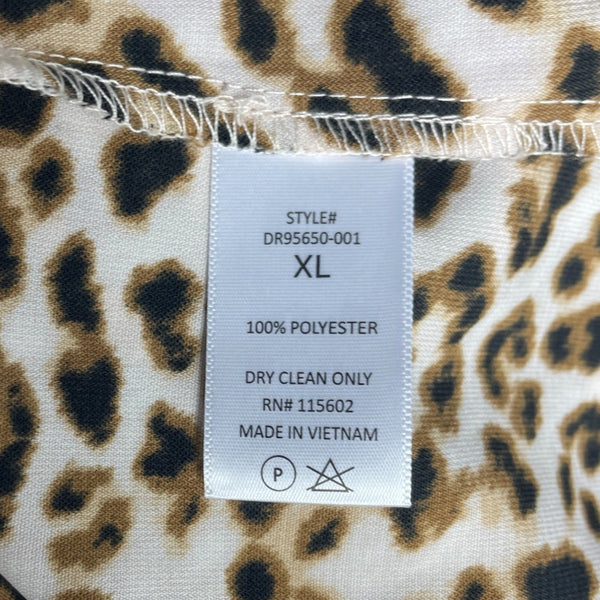 STYLE#
DR95650-001
XL
100% POLYESTER
DRY CLEAN ONLY
RN# 115602
MADE IN VIETNAM
P